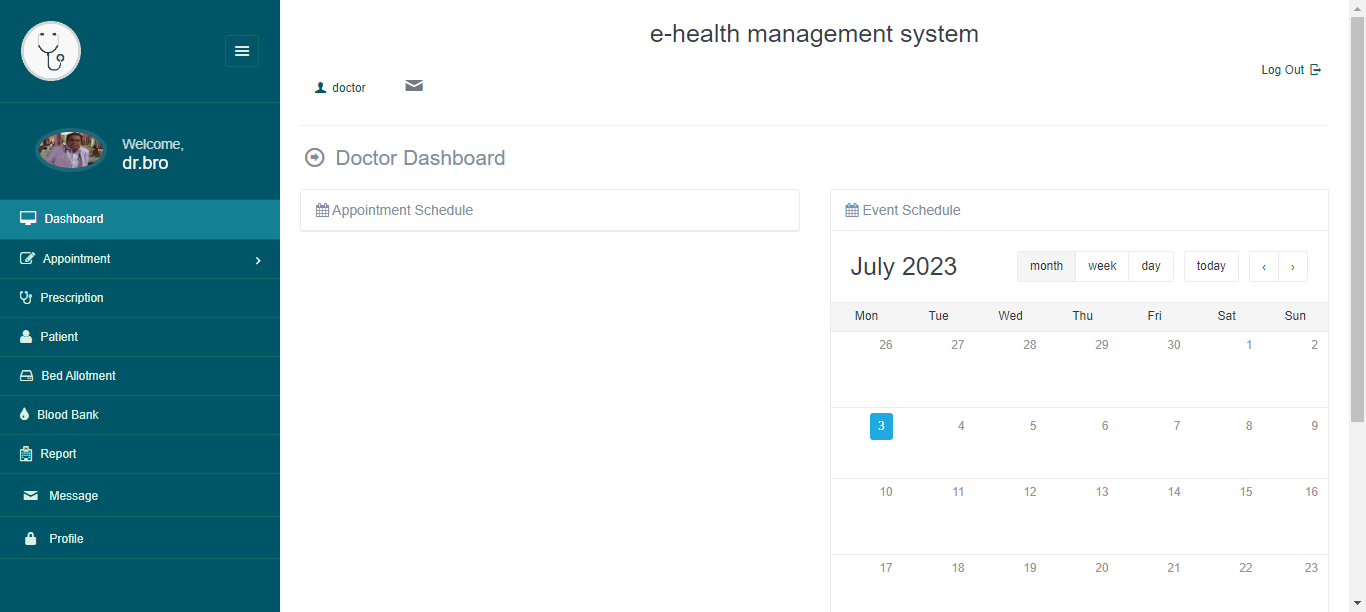 e-health management system
Log Out
doctor
Welcome,
dr.bro
Dashboard
Appointment
Prescription
Patient
Bed Allotment
Blood Bank
Report
Message
Profile
Doctor Dashboard
Appointment Schedule
Event Schedule
July 2023
month week day today ‹ ›
Mon Tue Wed Thu Fri Sat Sun
26 27 28 29 30 1 2
3 4 5 6 7 8 9
10 11 12 13 14 15 16
17 18 19 20 21 22 23